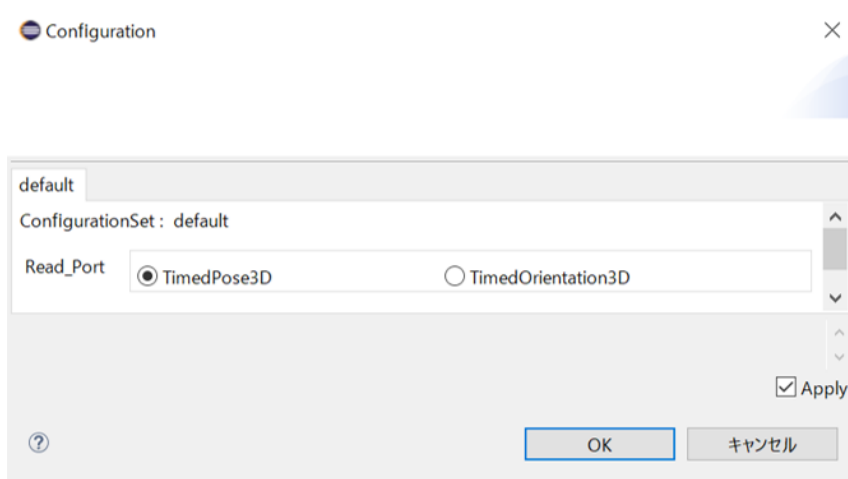 Configuration
default
ConfigurationSet : default
Read_Port
TimedPose3D
TimedOrientation3D
Apply
?
OK
キャンセル